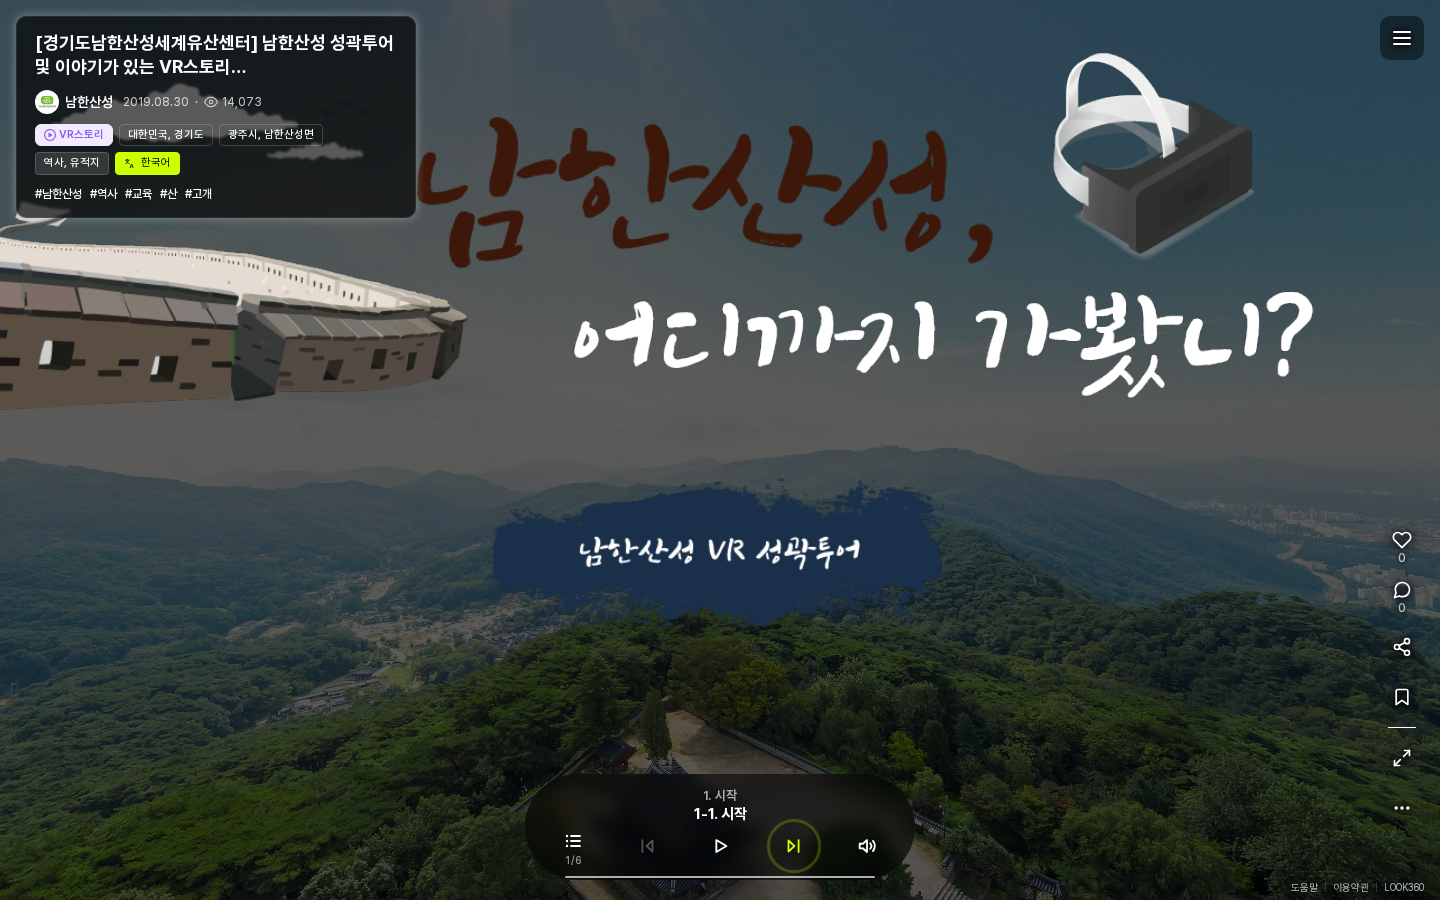 [경기도남한산성세계유산센터] 남한산성 성곽투어
및 이야기가 있는 VR스토리...
남한산성 2019.08.30 · 14,073
VR스토리 대한민국, 경기도 광주시, 남한산성면
역사, 유적지 한국어
#남한산성 #역사 #교육 #산 #고개
남한산성,
어디까지 가봤니?
남한산성 VR 성곽투어
0
0
1. 시작
1-1. 시작
1/6
도움말 | 이용약관 | LOOK360